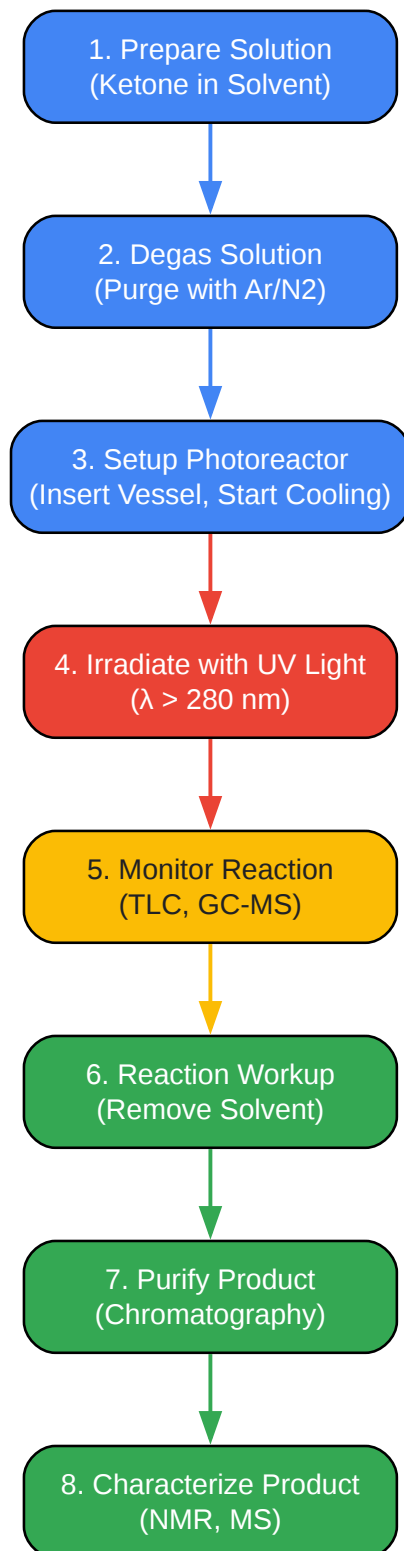 1. Prepare Solution
(Ketone in Solvent)
2. Degas Solution
(Purge with Ar/N2)
3. Setup Photoreactor
(Insert Vessel, Start Cooling)
4. Irradiate with UV Light
(λ > 280 nm)
5. Monitor Reaction
(TLC, GC-MS)
6. Reaction Workup
(Remove Solvent)
7. Purify Product
(Chromatography)
8. Characterize Product
(NMR, MS)